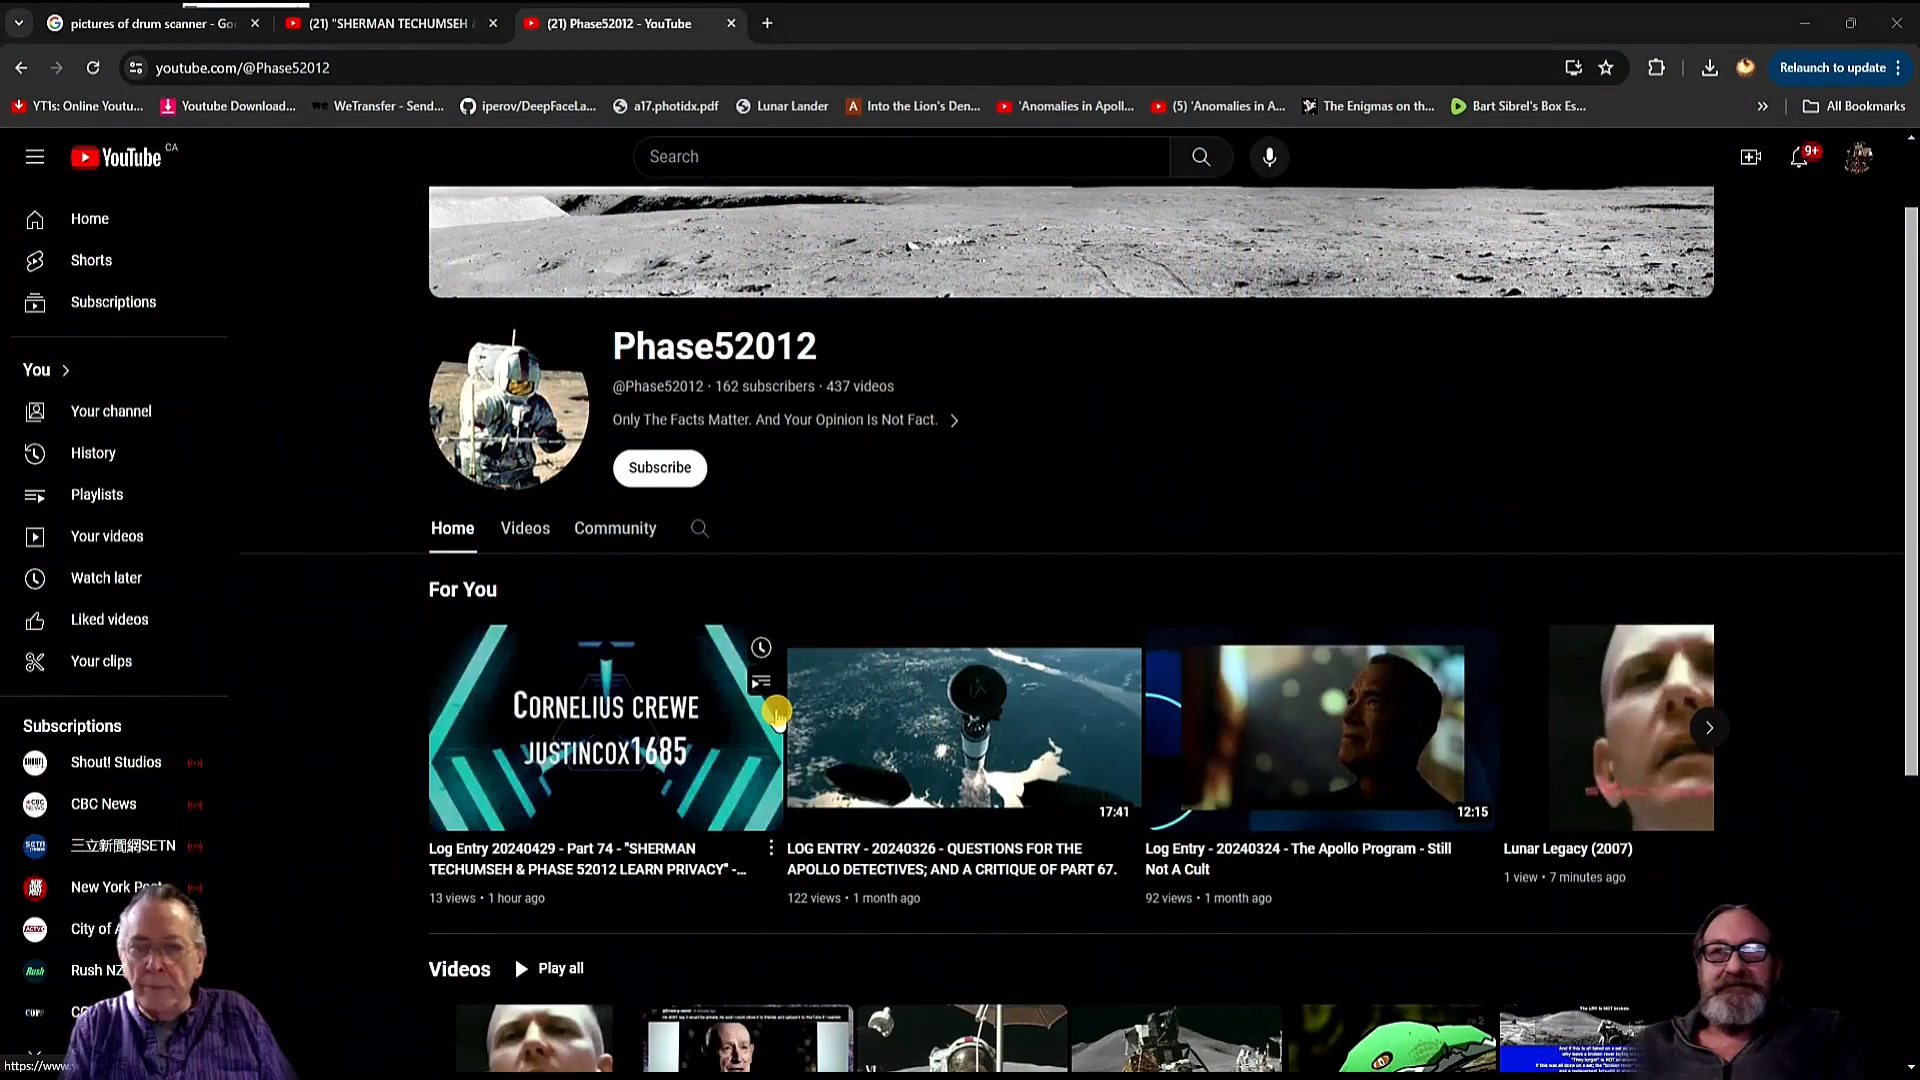 pictures of drum scanner - Go
(21) "SHERMAN TECHUMSEH &
(21) Phase52012 - YouTube
youtube.com/@Phase52012
Relaunch to update
YT1s: Online Youtu...
Youtube Download...
we WeTransfer - Send...
iperov/DeepFaceLa...
a17.photidx.pdf
Lunar Lander
A Into the Lion's Den...
'Anomalies in Apoll...
(5) 'Anomalies in A...
The Enigmas on th...
Bart Sibrel's Box Es...
All Bookmarks
YouTube CA
Search
9+
Home
Shorts
Subscriptions
You
Your channel
History
Playlists
Your videos
Watch later
Liked videos
Your clips
Subscriptions
Shout! Studios
CBC News
三立新聞網SETN
New York Post
City of A
Rush NZ
Phase52012
@Phase52012 · 162 subscribers · 437 videos
Only The Facts Matter. And Your Opinion Is Not Fact.
Subscribe
Home
Videos
Community
For You
CORNELIUS CREWE
JUSTINCOX1685
Log Entry 20240429 - Part 74 - "SHERMAN
TECHUMSEH & PHASE 52012 LEARN PRIVACY" -...
13 views · 1 hour ago
17:41
LOG ENTRY - 20240326 - QUESTIONS FOR THE
APOLLO DETECTIVES; AND A CRITIQUE OF PART 67.
122 views · 1 month ago
12:15
Log Entry - 20240324 - The Apollo Program - Still
Not A Cult
92 views · 1 month ago
Lunar Legacy (2007)
1 view · 7 minutes ago
Videos
Play all
The LRV is NOT broken.
https://www.